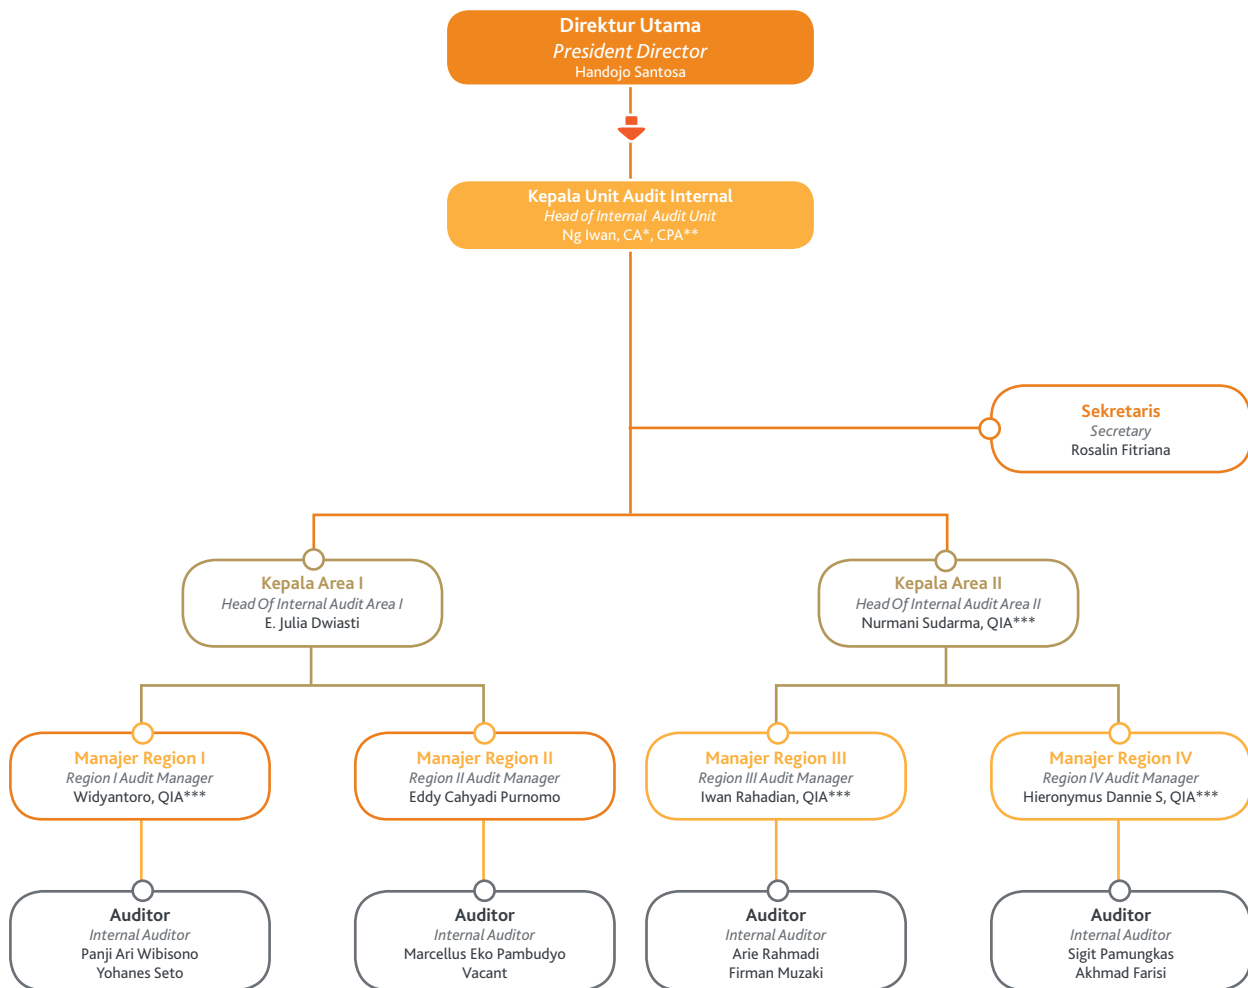 Direktur Utama
President Director
Handojo Santosa
Kepala Unit Audit Internal
Head of Internal Audit Unit
Ng Iwan, CA*, CPA**
Sekretaris
Secretary
Rosalin Fitriana
Kepala Area I
Head Of Internal Audit Area I
E. Julia Dwiasti
Kepala Area II
Head Of Internal Audit Area II
Nurmani Sudarma, QIA***
Manajer Region I
Region I Audit Manager
Widyantoro, QIA***
Manajer Region II
Region II Audit Manager
Eddy Cahyadi Purnomo
Manajer Region III
Region III Audit Manager
Iwan Rahadian, QIA***
Manajer Region IV
Region IV Audit Manager
Hieronymus Dannie S, QIA***
Auditor
Internal Auditor
Panji Ari Wibisono
Yohanes Seto
Auditor
Internal Auditor
Marcellus Eko Pambudyo
Vacant
Auditor
Internal Auditor
Arie Rahmadi
Firman Muzaki
Auditor
Internal Auditor
Sigit Pamungkas
Akhmad Farisi